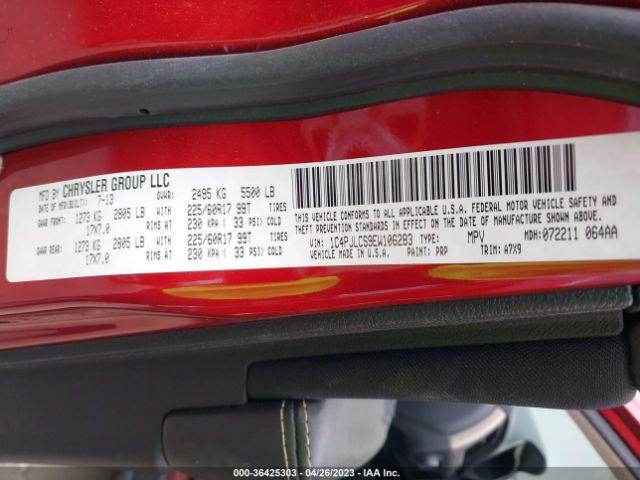 MFD BY CHRYSLER GROUP LLC
DATE OF MFR(BUILT): 7-13 GVWR: 2495 KG 5500 LB
GAWR FRONT: 1273 KG 2805 LB WITH 225/60R17 99T TIRES
17X7.0 RIMS AT 230 KPA ( 33 PSI) COLD
GAWR REAR: 1273 KG 2805 LB WITH 225/60R17 99T TIRES
17X7.0 RIMS AT 230 KPA ( 33 PSI) COLD
THIS VEHICLE CONFORMS TO ALL APPLICABLE U.S.A. FEDERAL MOTOR VEHICLE SAFETY AND
THEFT PREVENTION STANDARDS IN EFFECT ON THE DATE OF MANUFACTURE SHOWN ABOVE.
VIN: 1C4PJLCS9EW106283 TYPE: MPV MDH: 072211 064AA
VEHICLE MADE IN U.S.A. PAINT: PRP TRIM: A7X9
000-36425303 - 04/26/2023 - IAA Inc.